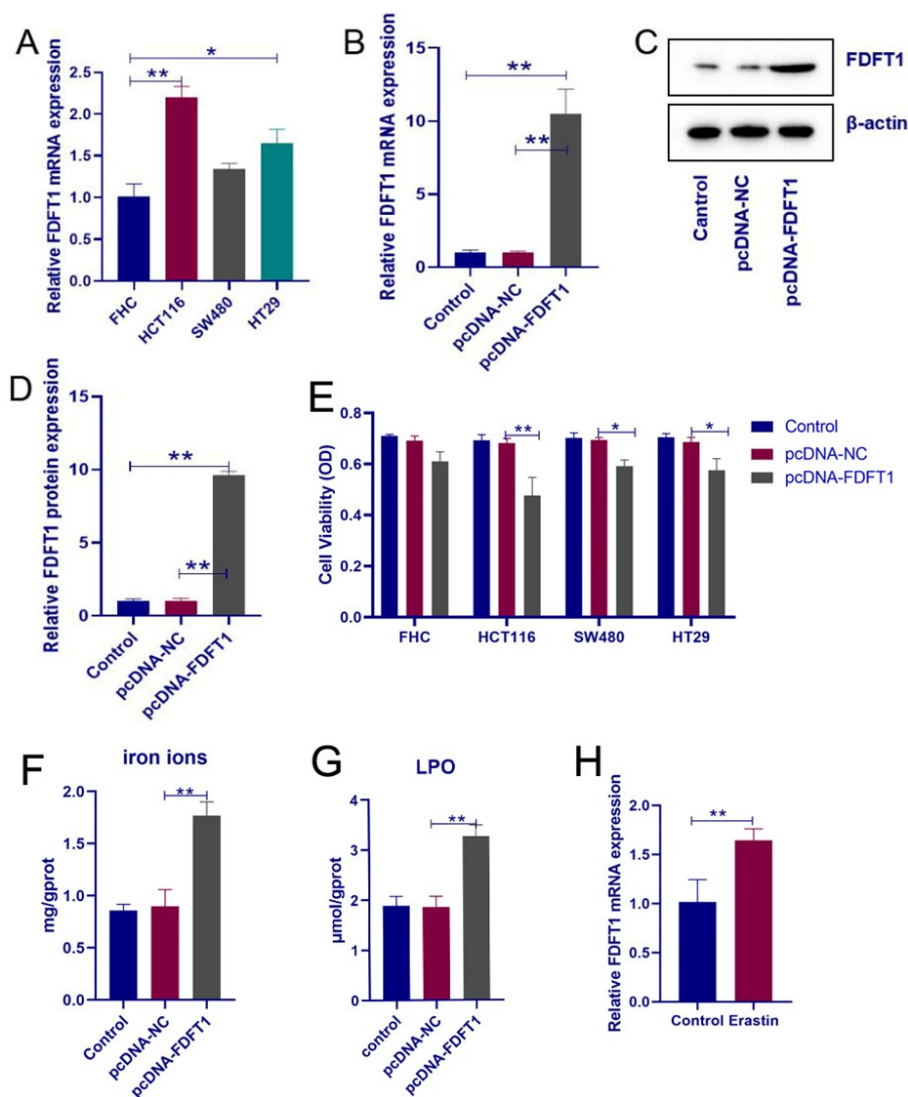 A
Relative FDFT1 mRNA expression
2.5
2.0
1.5
1.0
0.5
0.0
*
**
FHC
HCT116
SW480
HT29
B
Relative FDFT1 mRNA expression
15
10
5
0
**
**
Control
pcDNA-NC
pcDNA-FDFT1
C
FDFT1
β-actin
Cantrol
pcDNA-NC
pcDNA-FDFT1
D
Relative FDFT1 protein expression
15
10
5
0
**
**
Control
pcDNA-NC
pcDNA-FDFT1
E
Cell Viability (OD)
0.8
0.6
0.4
0.2
0.0
**
*
*
FHC
HCT116
SW480
HT29
Control
pcDNA-NC
pcDNA-FDFT1
F
iron ions
mg/gprot
2.0
1.5
1.0
0.5
0.0
**
Control
pcDNA-NC
pcDNA-FDFT1
G
LPO
μmol/gprot
4
3
2
1
0
**
control
pcDNA-NC
pcDNA-FDFT1
H
Relative FDFT1 mRNA expression
2.0
1.5
1.0
0.5
0.0
**
Control Erastin